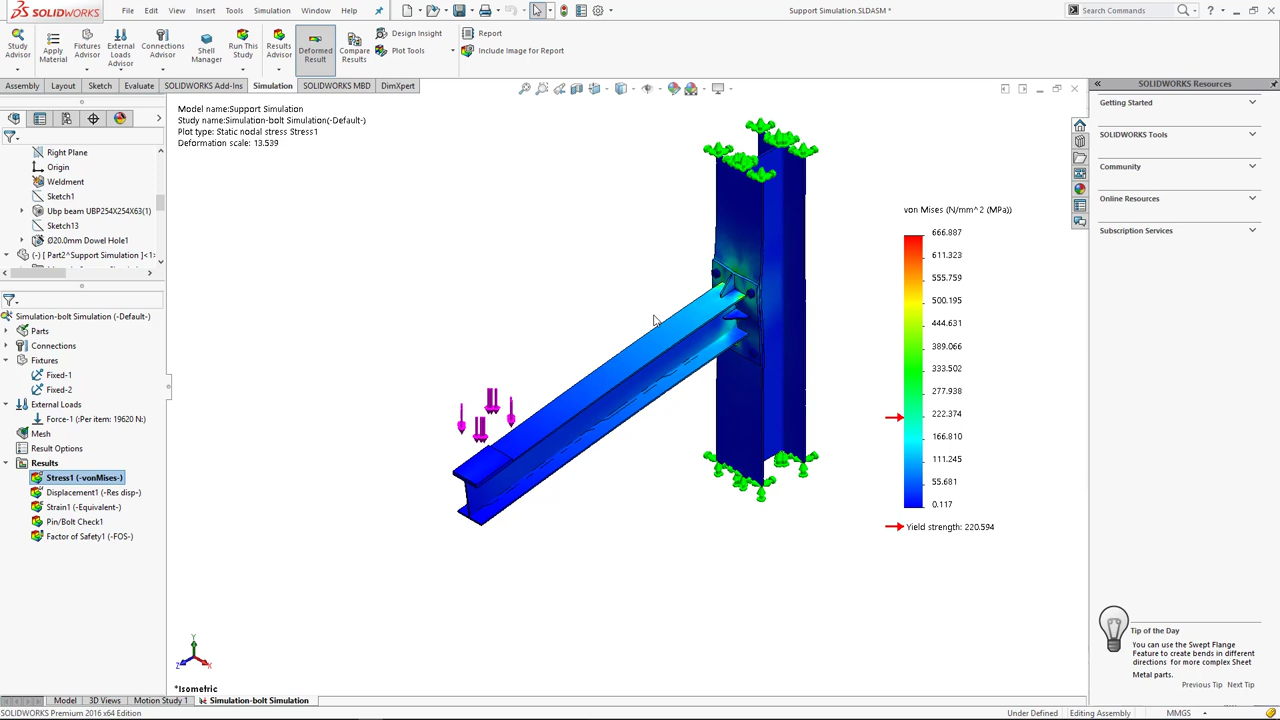 SOLIDWORKS
File Edit View Insert Tools Simulation Window Help
Support Simulation.SLDASM *
Search Commands
Study Advisor
Apply Material
Fixtures Advisor
External Loads Advisor
Connections Advisor
Shell Manager
Run This Study
Results Advisor
Deformed Result
Compare Results
Design Insight
Plot Tools
Report
Include Image for Report
Assembly Layout Sketch Evaluate SOLIDWORKS Add-Ins Simulation SOLIDWORKS MBD DimXpert
Right Plane
Origin
Weldment
Sketch1
Ubp beam UBP254X254X63(1)
Sketch13
Ø20.0mm Dowel Hole1
(-) [ Part2^Support Simulation ]<1>
Simulation-bolt Simulation (-Default-)
Parts
Connections
Fixtures
Fixed-1
Fixed-2
External Loads
Force-1 (:Per item: 19620 N:)
Mesh
Result Options
Results
Stress1 (-vonMises-)
Displacement1 (-Res disp-)
Strain1 (-Equivalent-)
Pin/Bolt Check1
Factor of Safety1 (-FOS-)
Model name:Support Simulation
Study name:Simulation-bolt Simulation(-Default-)
Plot type: Static nodal stress Stress1
Deformation scale: 13.539
von Mises (N/mm^2 (MPa))
666.887
611.323
555.759
500.195
444.631
389.066
333.502
277.938
222.374
166.810
111.245
55.681
0.117
Yield strength: 220.594
Y
Z
X
*Isometric
SOLIDWORKS Resources
Getting Started
SOLIDWORKS Tools
Community
Online Resources
Subscription Services
Tip of the Day
You can use the Swept Flange
Feature to create bends in different
directions for more complex Sheet
Metal parts.
Previous Tip Next Tip
Model 3D Views Motion Study 1 Simulation-bolt Simulation
SOLIDWORKS Premium 2016 x64 Edition
Under Defined Editing Assembly MMGS